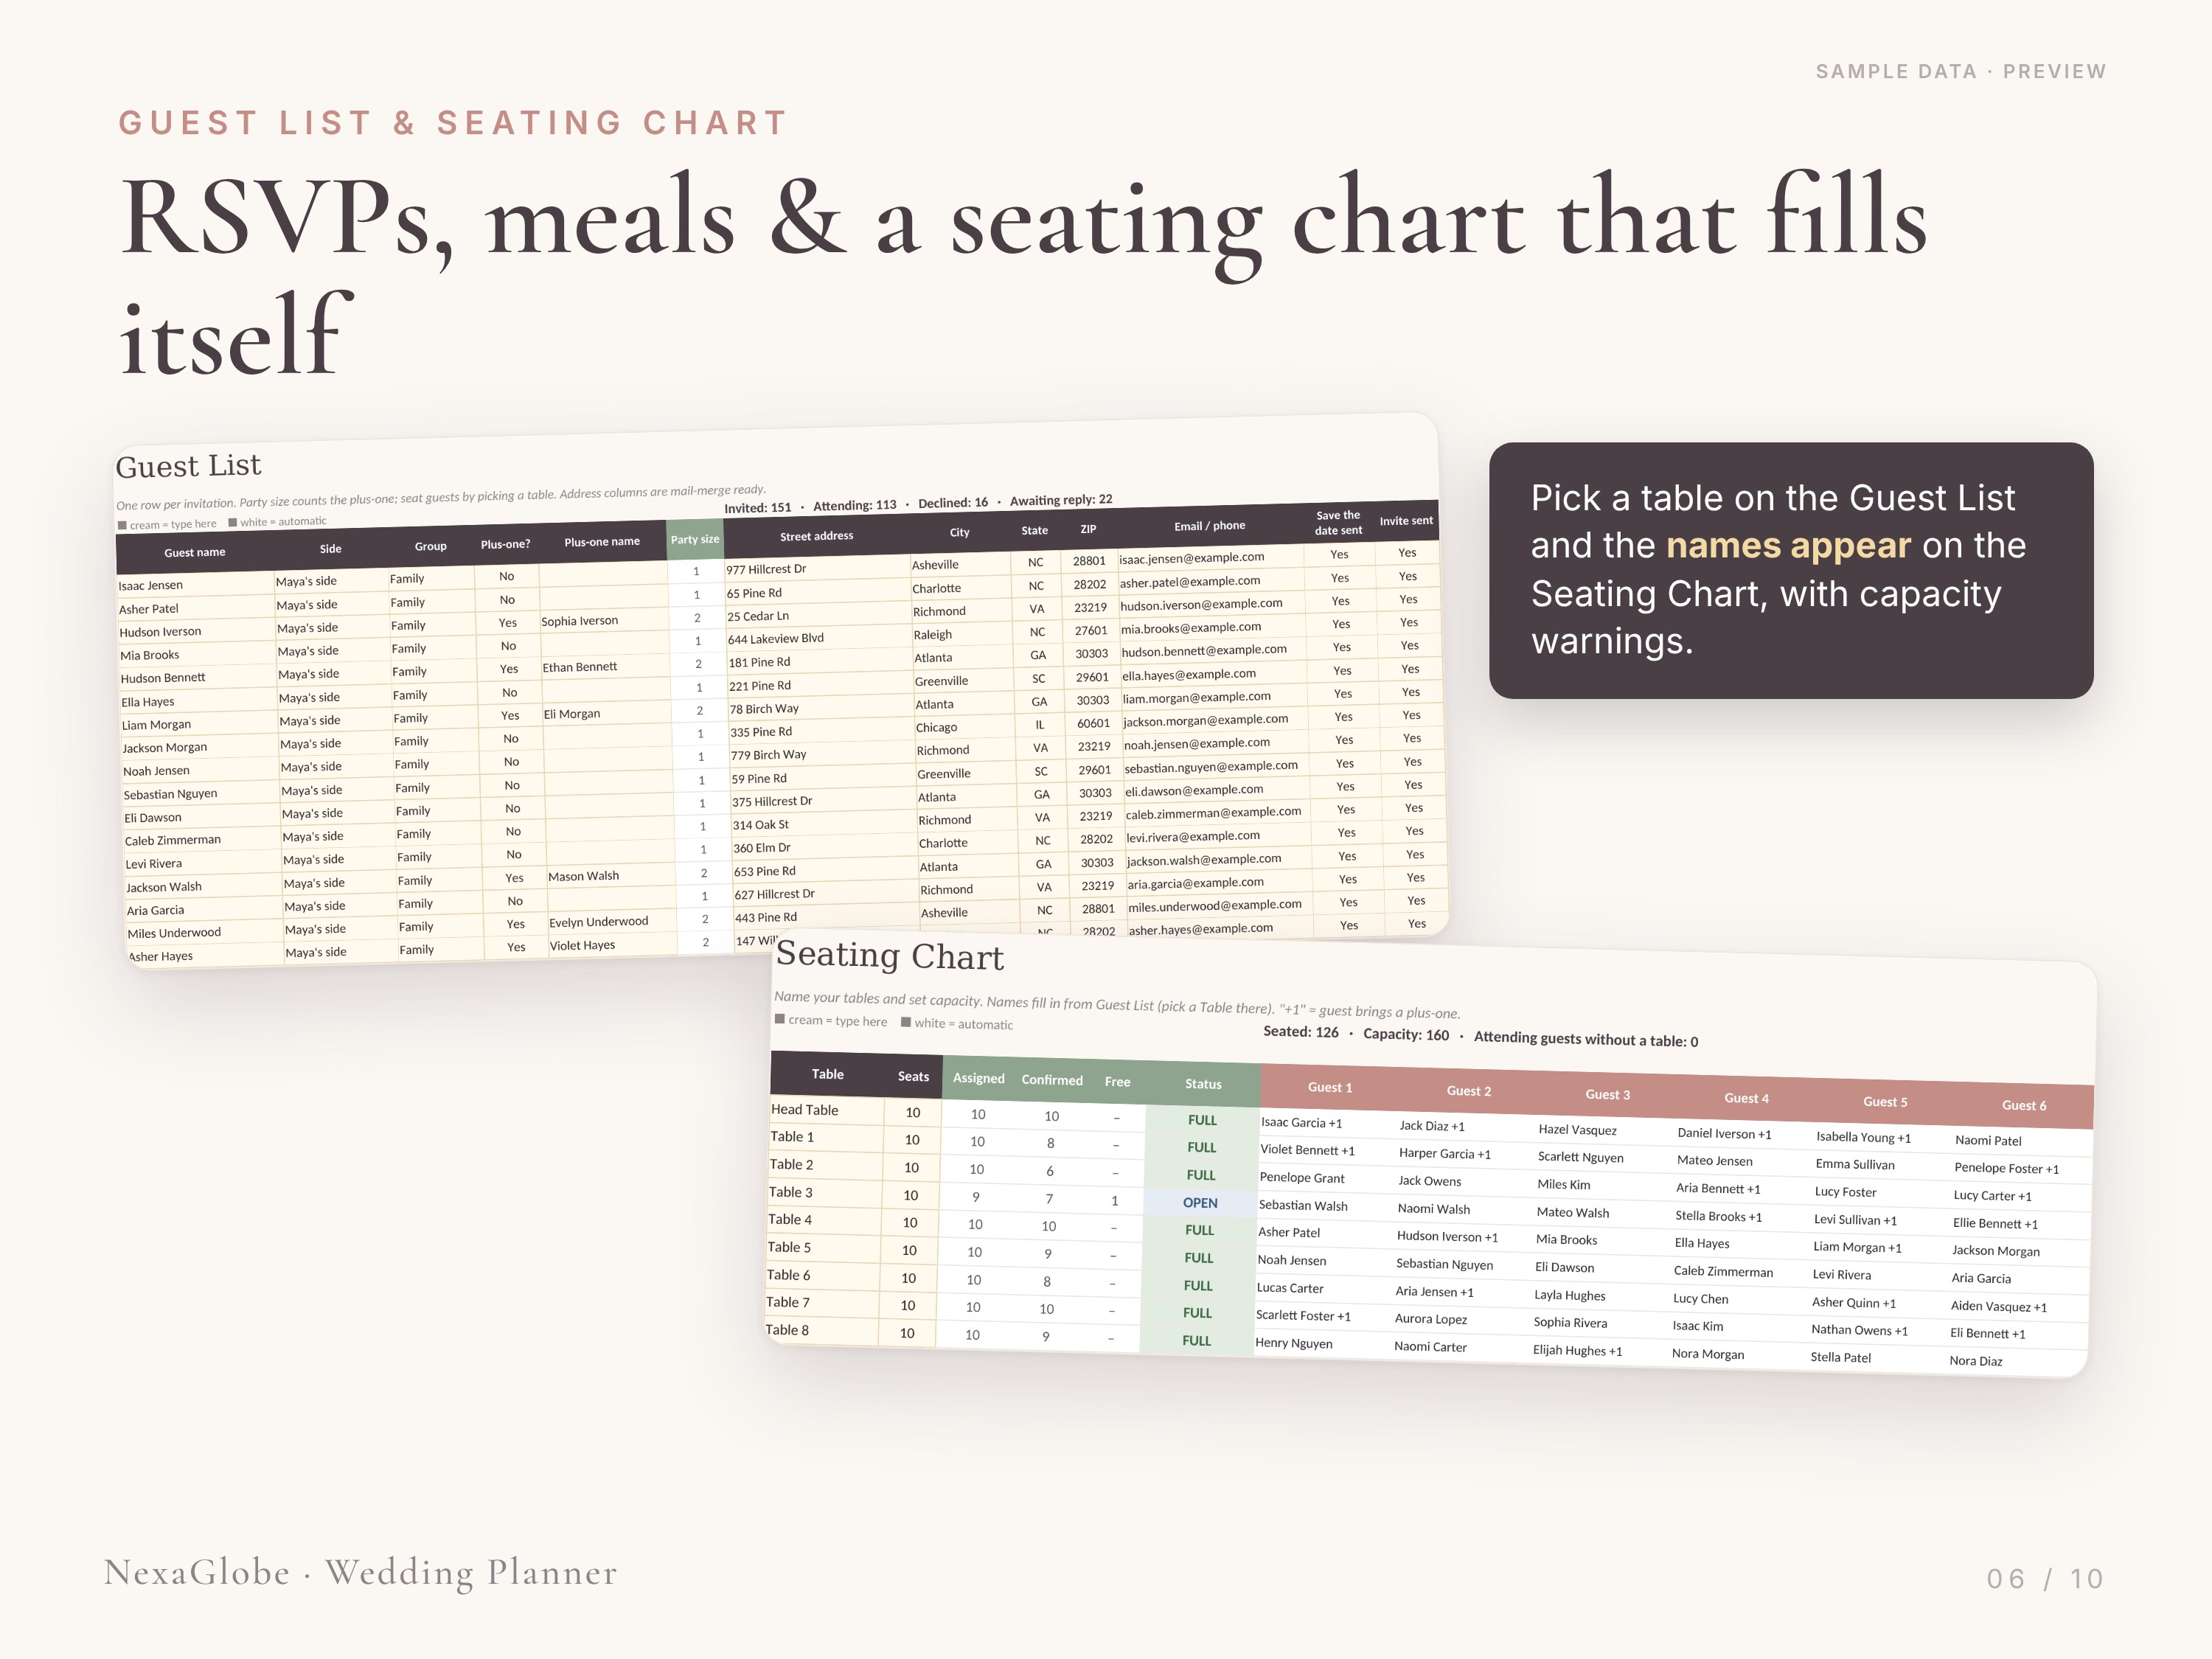 SAMPLE DATA · PREVIEW
GUEST LIST & SEATING CHART
RSVPs, meals & a seating chart that fills
itself
Guest List
One row per invitation. Party size counts the plus-one; seat guests by picking a table. Address columns are mail-merge ready.
■ cream = type here ■ white = automatic
Invited: 151 · Attending: 113 · Declined: 16 · Awaiting reply: 22
Guest name Side Group Plus-one? Plus-one name Party size Street address City State ZIP Email / phone Save the date sent Invite sent
Isaac Jensen Maya's side Family No 1 977 Hillcrest Dr Asheville NC 28801 isaac.jensen@example.com Yes Yes
Asher Patel Maya's side Family No 1 65 Pine Rd Charlotte NC 28202 asher.patel@example.com Yes Yes
Hudson Iverson Maya's side Family Yes Sophia Iverson 2 25 Cedar Ln Richmond VA 23219 hudson.iverson@example.com Yes Yes
Mia Brooks Maya's side Family No 1 644 Lakeview Blvd Raleigh NC 27601 mia.brooks@example.com Yes Yes
Hudson Bennett Maya's side Family Yes Ethan Bennett 2 181 Pine Rd Atlanta GA 30303 hudson.bennett@example.com Yes Yes
Ella Hayes Maya's side Family No 1 221 Pine Rd Greenville SC 29601 ella.hayes@example.com Yes Yes
Liam Morgan Maya's side Family Yes Eli Morgan 2 78 Birch Way Atlanta GA 30303 liam.morgan@example.com Yes Yes
Jackson Morgan Maya's side Family No 1 335 Pine Rd Chicago IL 60601 jackson.morgan@example.com Yes Yes
Noah Jensen Maya's side Family No 1 779 Birch Way Richmond VA 23219 noah.jensen@example.com Yes Yes
Sebastian Nguyen Maya's side Family No 1 59 Pine Rd Greenville SC 29601 sebastian.nguyen@example.com Yes Yes
Eli Dawson Maya's side Family No 1 375 Hillcrest Dr Atlanta GA 30303 eli.dawson@example.com Yes Yes
Caleb Zimmerman Maya's side Family No 1 314 Oak St Richmond VA 23219 caleb.zimmerman@example.com Yes Yes
Levi Rivera Maya's side Family No 1 360 Elm Dr Charlotte NC 28202 levi.rivera@example.com Yes Yes
Jackson Walsh Maya's side Family Yes Mason Walsh 2 653 Pine Rd Atlanta GA 30303 jackson.walsh@example.com Yes Yes
Aria Garcia Maya's side Family No 1 627 Hillcrest Dr Richmond VA 23219 aria.garcia@example.com Yes Yes
Miles Underwood Maya's side Family Yes Evelyn Underwood 2 443 Pine Rd Asheville NC 28801 miles.underwood@example.com Yes Yes
Asher Hayes Maya's side Family Yes Violet Hayes 2 147 NC 28202 asher.hayes@example.com Yes Yes
Pick a table on the Guest List
and the names appear on the
Seating Chart, with capacity
warnings.
Seating Chart
Name your tables and set capacity. Names fill in from Guest List (pick a Table there). "+1" = guest brings a plus-one.
■ cream = type here ■ white = automatic
Seated: 126 · Capacity: 160 · Attending guests without a table: 0
Table Seats Assigned Confirmed Free Status Guest 1 Guest 2 Guest 3 Guest 4 Guest 5 Guest 6
Head Table 10 10 10 – FULL Isaac Garcia +1 Jack Diaz +1 Hazel Vasquez Daniel Iverson +1 Isabella Young +1 Naomi Patel
Table 1 10 10 8 – FULL Violet Bennett +1 Harper Garcia +1 Scarlett Nguyen Mateo Jensen Emma Sullivan Penelope Foster +1
Table 2 10 10 6 – FULL Penelope Grant Jack Owens Miles Kim Aria Bennett +1 Lucy Foster Lucy Carter +1
Table 3 10 9 7 1 OPEN Sebastian Walsh Naomi Walsh Mateo Walsh Stella Brooks +1 Levi Sullivan +1 Ellie Bennett +1
Table 4 10 10 10 – FULL Asher Patel Hudson Iverson +1 Mia Brooks Ella Hayes Liam Morgan +1 Jackson Morgan
Table 5 10 10 9 – FULL Noah Jensen Sebastian Nguyen Eli Dawson Caleb Zimmerman Levi Rivera Aria Garcia
Table 6 10 10 8 – FULL Lucas Carter Aria Jensen +1 Layla Hughes Lucy Chen Asher Quinn +1 Aiden Vasquez +1
Table 7 10 10 10 – FULL Scarlett Foster +1 Aurora Lopez Sophia Rivera Isaac Kim Nathan Owens +1 Eli Bennett +1
Table 8 10 10 9 – FULL Henry Nguyen Naomi Carter Elijah Hughes +1 Nora Morgan Stella Patel Nora Diaz
NexaGlobe · Wedding Planner
06 / 10